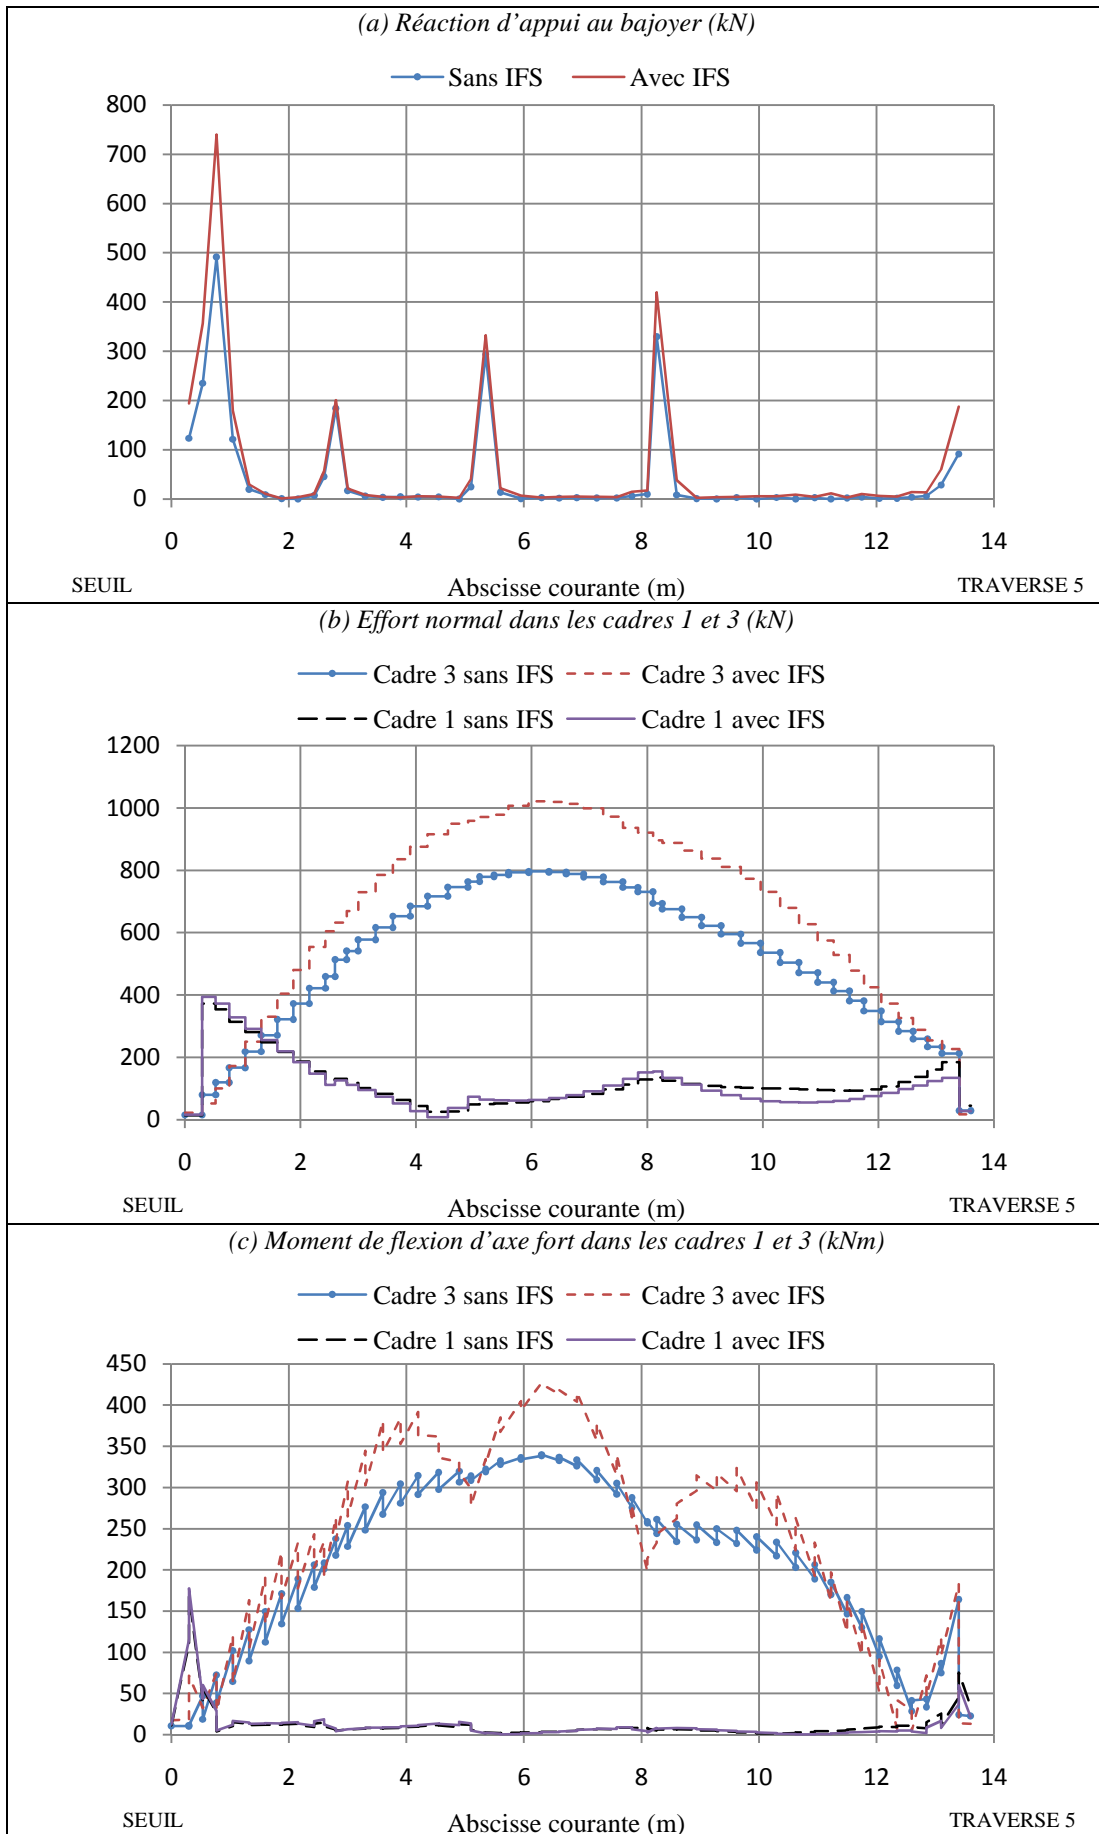 (a) Réaction d’appui au bajoyer (kN)
Sans IFS Avec IFS
800
700
600
500
400
300
200
100
0
0 2 4 6 8 10 12 14
SEUIL Abscisse courante (m) TRAVERSE 5
(b) Effort normal dans les cadres 1 et 3 (kN)
Cadre 3 sans IFS Cadre 3 avec IFS
Cadre 1 sans IFS Cadre 1 avec IFS
1200
1000
800
600
400
200
0
0 2 4 6 8 10 12 14
SEUIL Abscisse courante (m) TRAVERSE 5
(c) Moment de flexion d’axe fort dans les cadres 1 et 3 (kNm)
Cadre 3 sans IFS Cadre 3 avec IFS
Cadre 1 sans IFS Cadre 1 avec IFS
450
400
350
300
250
200
150
100
50
0
0 2 4 6 8 10 12 14
SEUIL Abscisse courante (m) TRAVERSE 5